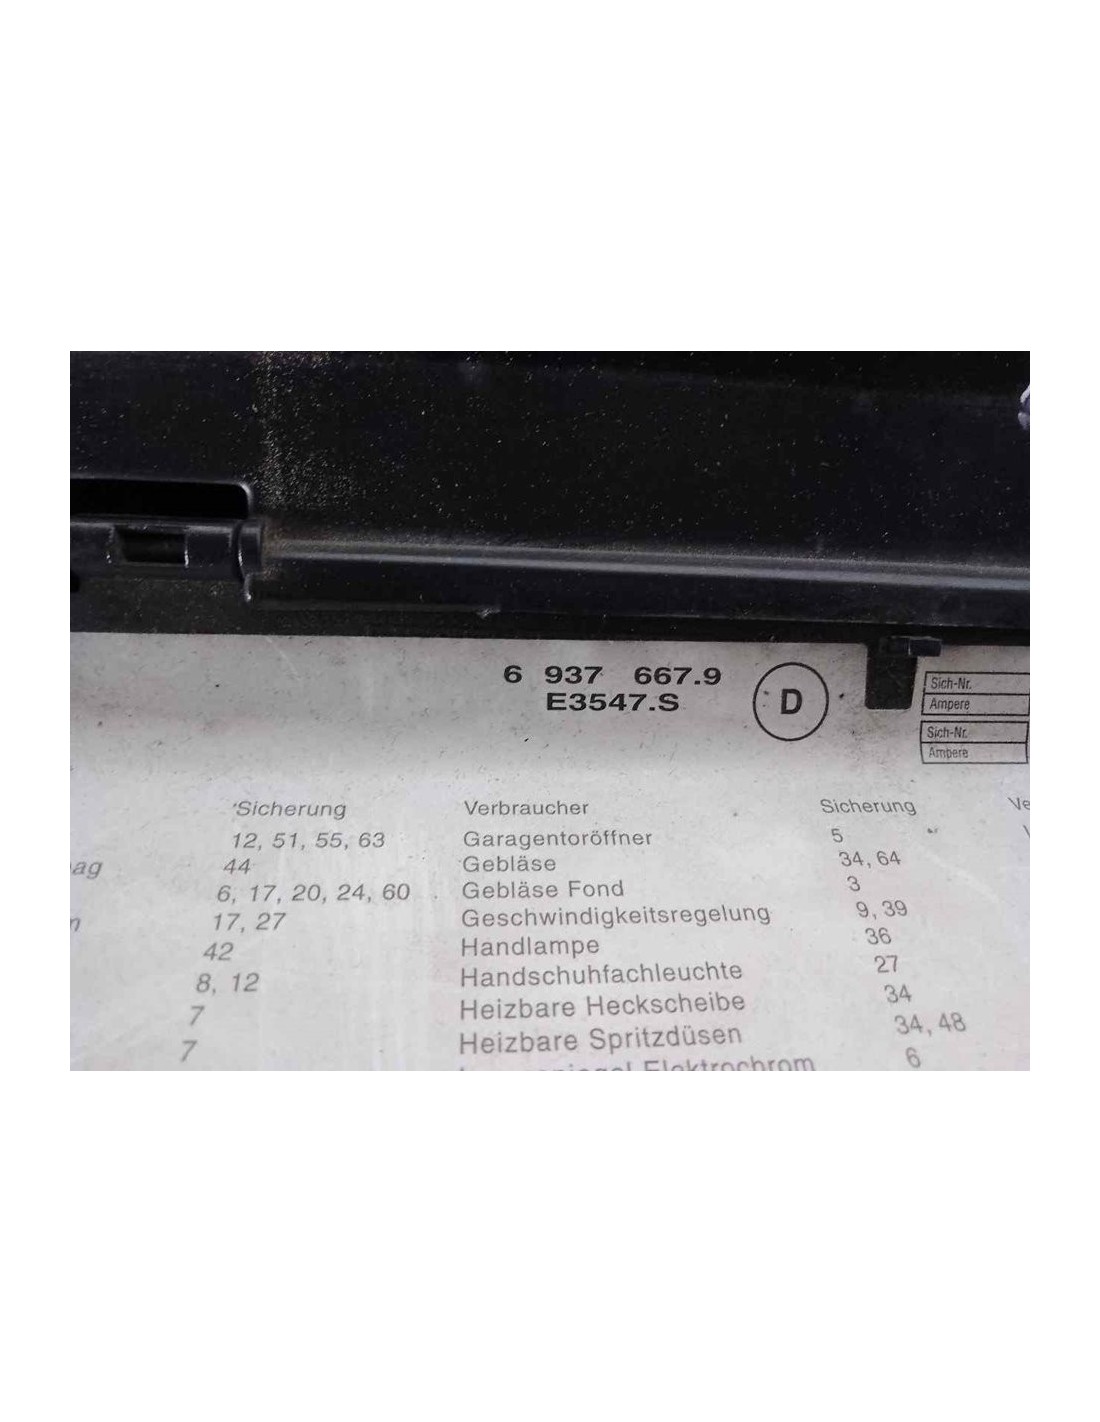 6 937 667.9
E3547.S
D
Sich-Nr.
Ampere
Sich-Nr.
Ampere
Sicherung Verbraucher Sicherung
12, 51, 55, 63 Garagentoröffner 5
44 Gebläse 34, 64
6, 17, 20, 24, 60 Gebläse Fond 3
17, 27 Geschwindigkeitsregelung 9, 39
42 Handlampe 36
8, 12 Handschuhfachleuchte 27
7 Heizbare Heckscheibe 34
7 Heizbare Spritzdüsen 34, 48
Elektrochrom 6